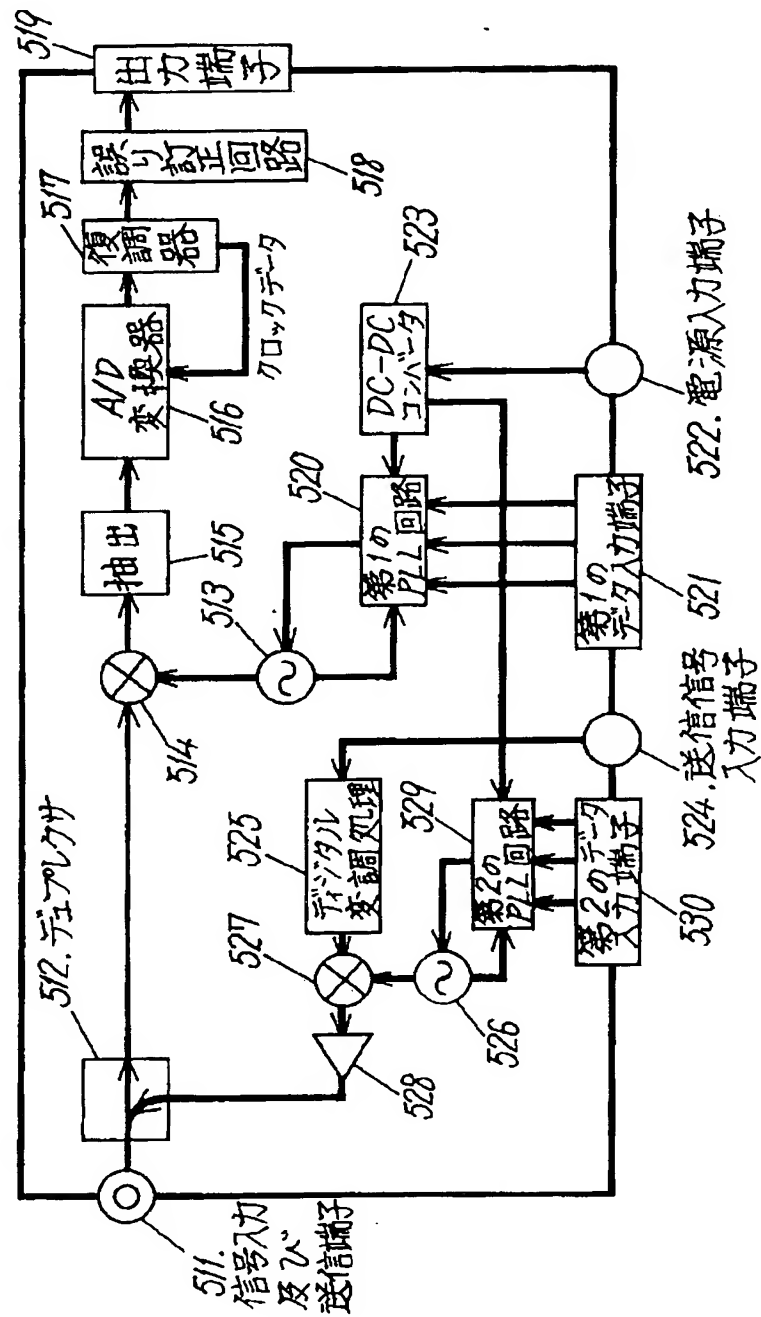 511.
信号入力
及び
送信端子
512.デュプレクサ
514
513
抽出
515
A/D
変換器
516
517
復調器
クロックデータ
誤り訂正回路
518
出力端子
519
520
第1の
PLL回路
DC-DC
コンバータ
523
527
525
ディジタル
変調処理
528
526
529
第2の
PLL回路
第2のデータ
入力端子
530
524.送信信号
入力端子
第1の
データ入力端子
521
522.電源入力端子